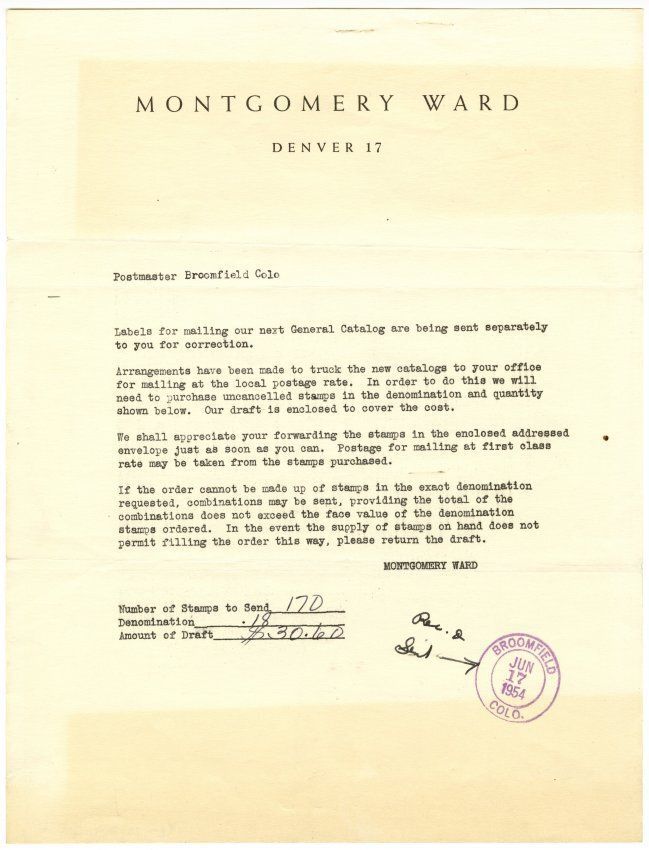 MONTGOMERY WARD
DENVER 17
Postmaster Broomfield Colo
Labels for mailing our next General Catalog are being sent separately
to you for correction.
Arrangements have been made to truck the new catalogs to your office
for mailing at the local postage rate. In order to do this we will
need to purchase uncancelled stamps in the denomination and quantity
shown below. Our draft is enclosed to cover the cost.
We shall appreciate your forwarding the stamps in the enclosed addressed
envelope just as soon as you can. Postage for mailing at first class
rate may be taken from the stamps purchased.
If the order cannot be made up of stamps in the exact denomination
requested, combinations may be sent, providing the total of the
combinations does not exceed the face value of the denomination
stamps ordered. In the event the supply of stamps on hand does not
permit filling the order this way, please return the draft.
MONTGOMERY WARD
Number of Stamps to Send 170
Denomination .18
Amount of Draft $30.60
Rec. &
Sent
BROOMFIELD
JUN
17
1954
COLO.